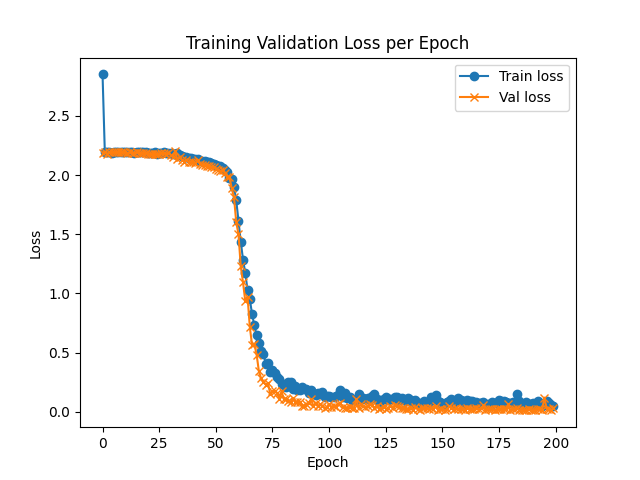 Training Validation Loss per Epoch
Train loss
Val loss
2.5
2.0
1.5
1.0
0.5
0.0
Loss
0 25 50 75 100 125 150 175 200
Epoch